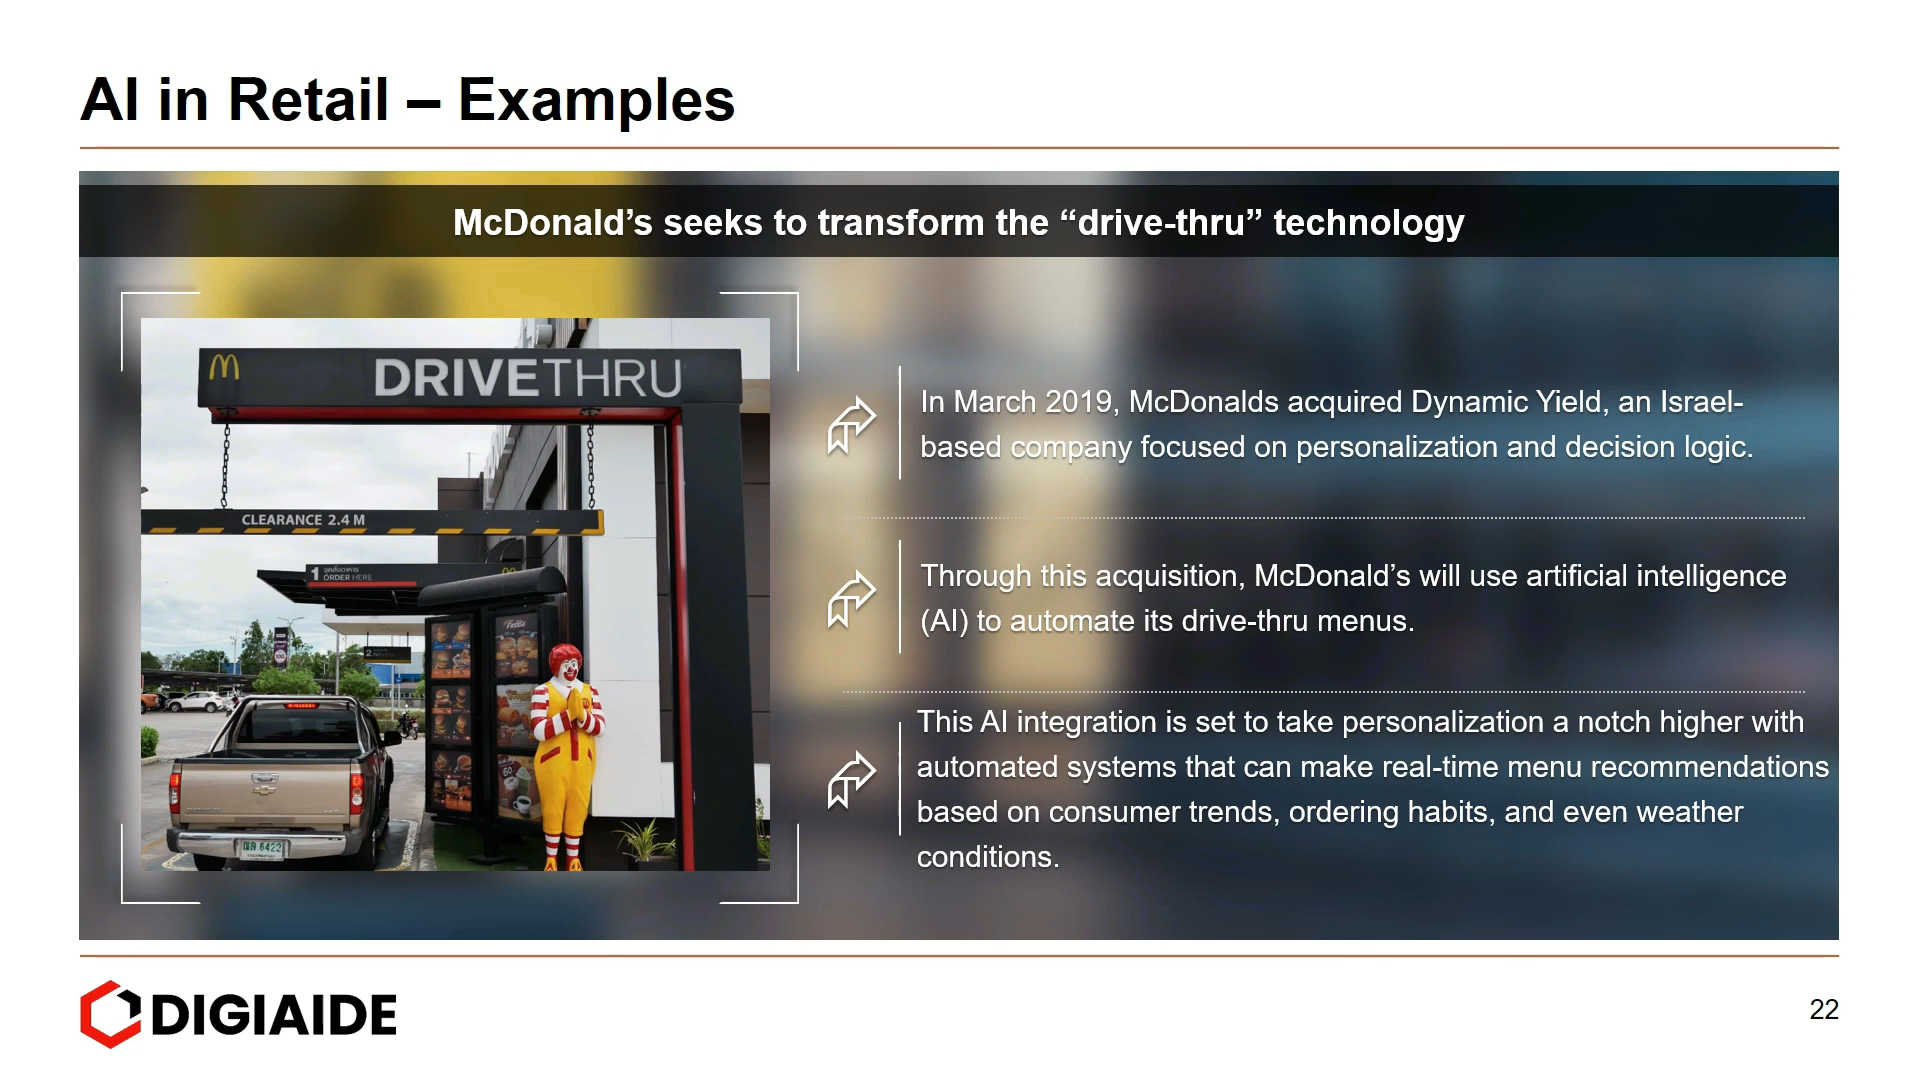 AI in Retail – Examples
McDonald’s seeks to transform the “drive-thru” technology
DRIVETHRU
CLEARANCE 2.4 M
1
ORDER HERE
2
6422
In March 2019, McDonalds acquired Dynamic Yield, an Israel-
based company focused on personalization and decision logic.
Through this acquisition, McDonald’s will use artificial intelligence
(AI) to automate its drive-thru menus.
This AI integration is set to take personalization a notch higher with
automated systems that can make real-time menu recommendations
based on consumer trends, ordering habits, and even weather
conditions.
DIGIAIDE
22